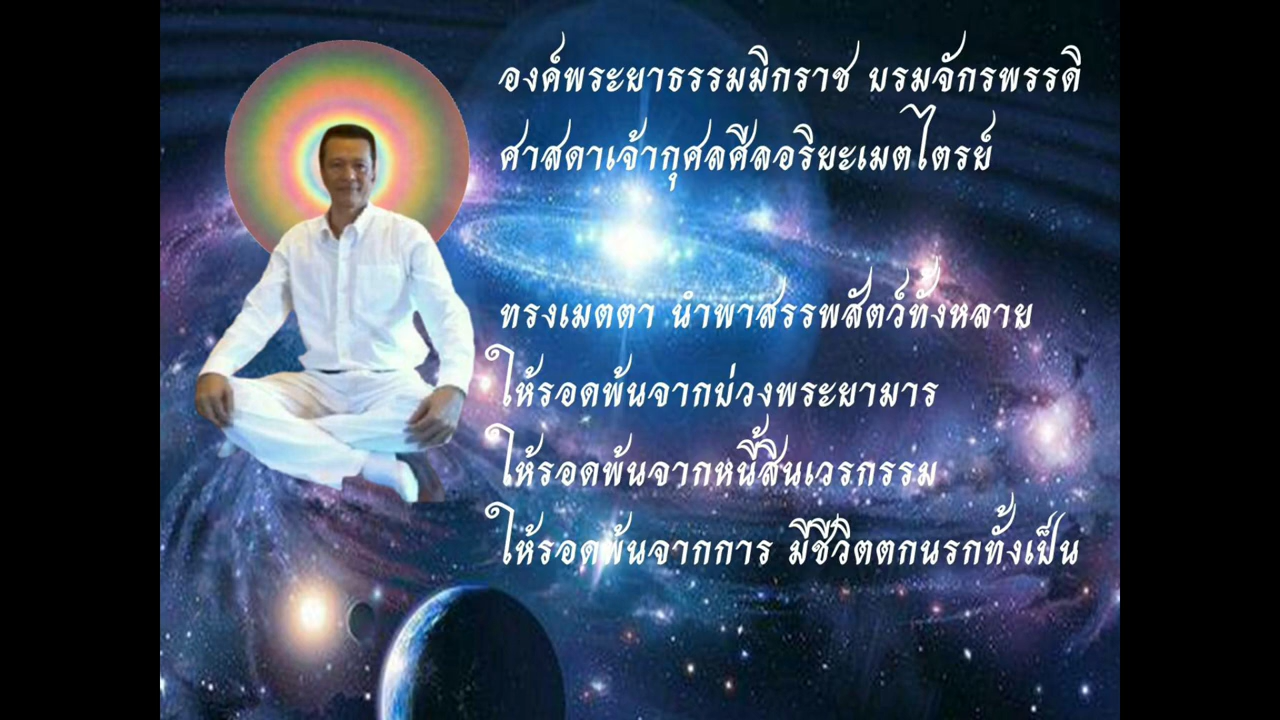 องค์พระยาธรรมมิกราช บรมจักรพรรดิ
ศาสดาเจ้ากุศลศีลอริยะเมตไตรย์
ทรงเมตตา นำพาสรรพสัตว์ทั้งหลาย
ให้รอดพ้นจากบ่วงพระยามาร
ให้รอดพ้นจากหนี้สินเวรกรรม
ให้รอดพ้นจากการ มีชีวิตตกนรกทั้งเป็น